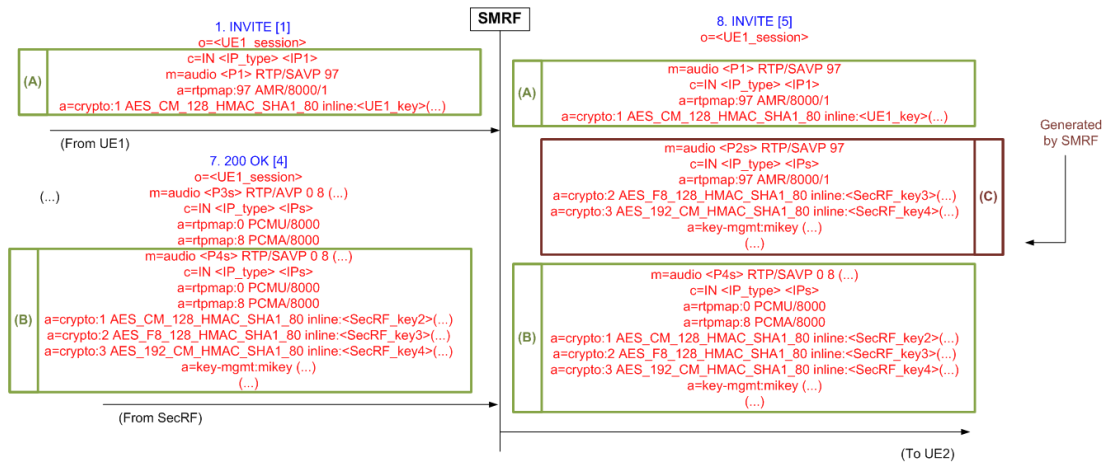 SMRF
1. INVITE [1]
o=<UE1_session>
(A)
c=IN <IP_type> <IP1>
m=audio <P1> RTP/SAVP 97
a=rtpmap:97 AMR/8000/1
a=crypto:1 AES_CM_128_HMAC_SHA1_80 inline:<UE1_key>(...)
(From UE1)
7. 200 OK [4]
o=<UE1_session>
(...)
m=audio <P3s> RTP/AVP 0 8 (...)
c=IN <IP_type> <IPs>
a=rtpmap:0 PCMU/8000
a=rtpmap:8 PCMA/8000
(B)
m=audio <P4s> RTP/SAVP 0 8 (...)
c=IN <IP_type> <IPs>
a=rtpmap:0 PCMU/8000
a=rtpmap:8 PCMA/8000
a=crypto:1 AES_CM_128_HMAC_SHA1_80 inline:<SecRF_key2>(...)
a=crypto:2 AES_F8_128_HMAC_SHA1_80 inline:<SecRF_key3>(...)
a=crypto:3 AES_192_CM_HMAC_SHA1_80 inline:<SecRF_key4>(...)
a=key-mgmt:mikey (...)
(...)
(From SecRF)
8. INVITE [5]
o=<UE1_session>
(A)
m=audio <P1> RTP/SAVP 97
c=IN <IP_type> <IP1>
a=rtpmap:97 AMR/8000/1
a=crypto:1 AES_CM_128_HMAC_SHA1_80 inline:<UE1_key>(...)
Generated
by SMRF
m=audio <P2s> RTP/SAVP 97
c=IN <IP_type> <IPs>
a=rtpmap:97 AMR/8000/1
a=crypto:2 AES_F8_128_HMAC_SHA1_80 inline:<SecRF_key3>(...)
a=crypto:3 AES_192_CM_HMAC_SHA1_80 inline:<SecRF_key4>(...)
a=key-mgmt:mikey (...)
(...)
(C)
(B)
m=audio <P4s> RTP/SAVP 0 8 (...)
c=IN <IP_type> <IPs>
a=rtpmap:0 PCMU/8000
a=rtpmap:8 PCMA/8000
a=crypto:1 AES_CM_128_HMAC_SHA1_80 inline:<SecRF_key2>(...)
a=crypto:2 AES_F8_128_HMAC_SHA1_80 inline:<SecRF_key3>(...)
a=crypto:3 AES_192_CM_HMAC_SHA1_80 inline:<SecRF_key4>(...)
a=key-mgmt:mikey (...)
(...)
(To UE2)